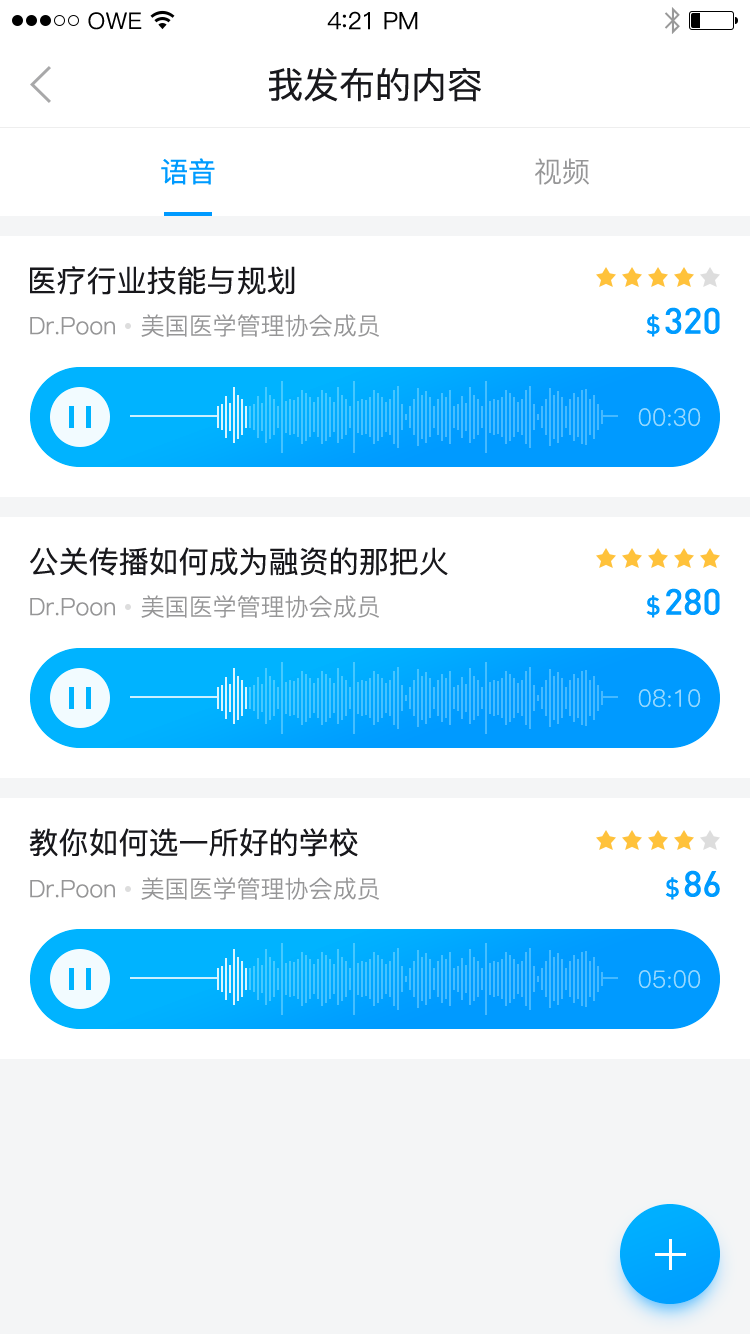 OWE 4:21 PM
我发布的内容
语音 视频
医疗行业技能与规划
Dr.Poon • 美国医学管理协会成员 $320
00:30
公关传播如何成为融资的那把火
Dr.Poon • 美国医学管理协会成员 $280
08:10
教你如何选一所好的学校
Dr.Poon • 美国医学管理协会成员 $86
05:00